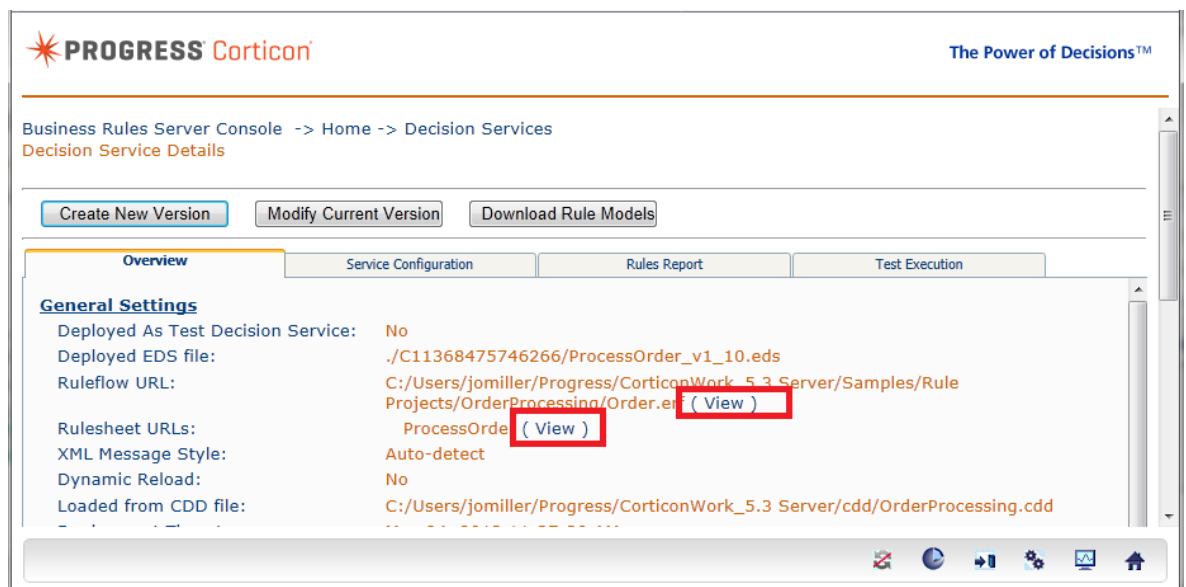 PROGRESS Corticon
The Power of Decisions™
Business Rules Server Console -> Home -> Decision Services
Decision Service Details
Create New Version Modify Current Version Download Rule Models
Overview Service Configuration Rules Report Test Execution
General Settings
Deployed As Test Decision Service: No
Deployed EDS file: ./C11368475746266/ProcessOrder_v1_10.eds
Ruleflow URL: C:/Users/jomiller/Progress/CorticonWork_5.3 Server/Samples/Rule
Projects/OrderProcessing/Order.erf ( View )
Rulesheet URLs: ( View )
XML Message Style: Auto-detect
Dynamic Reload: No
Loaded from CDD file: C:/Users/jomiller/Progress/CorticonWork_5.3 Server/cdd/OrderProcessing.cdd